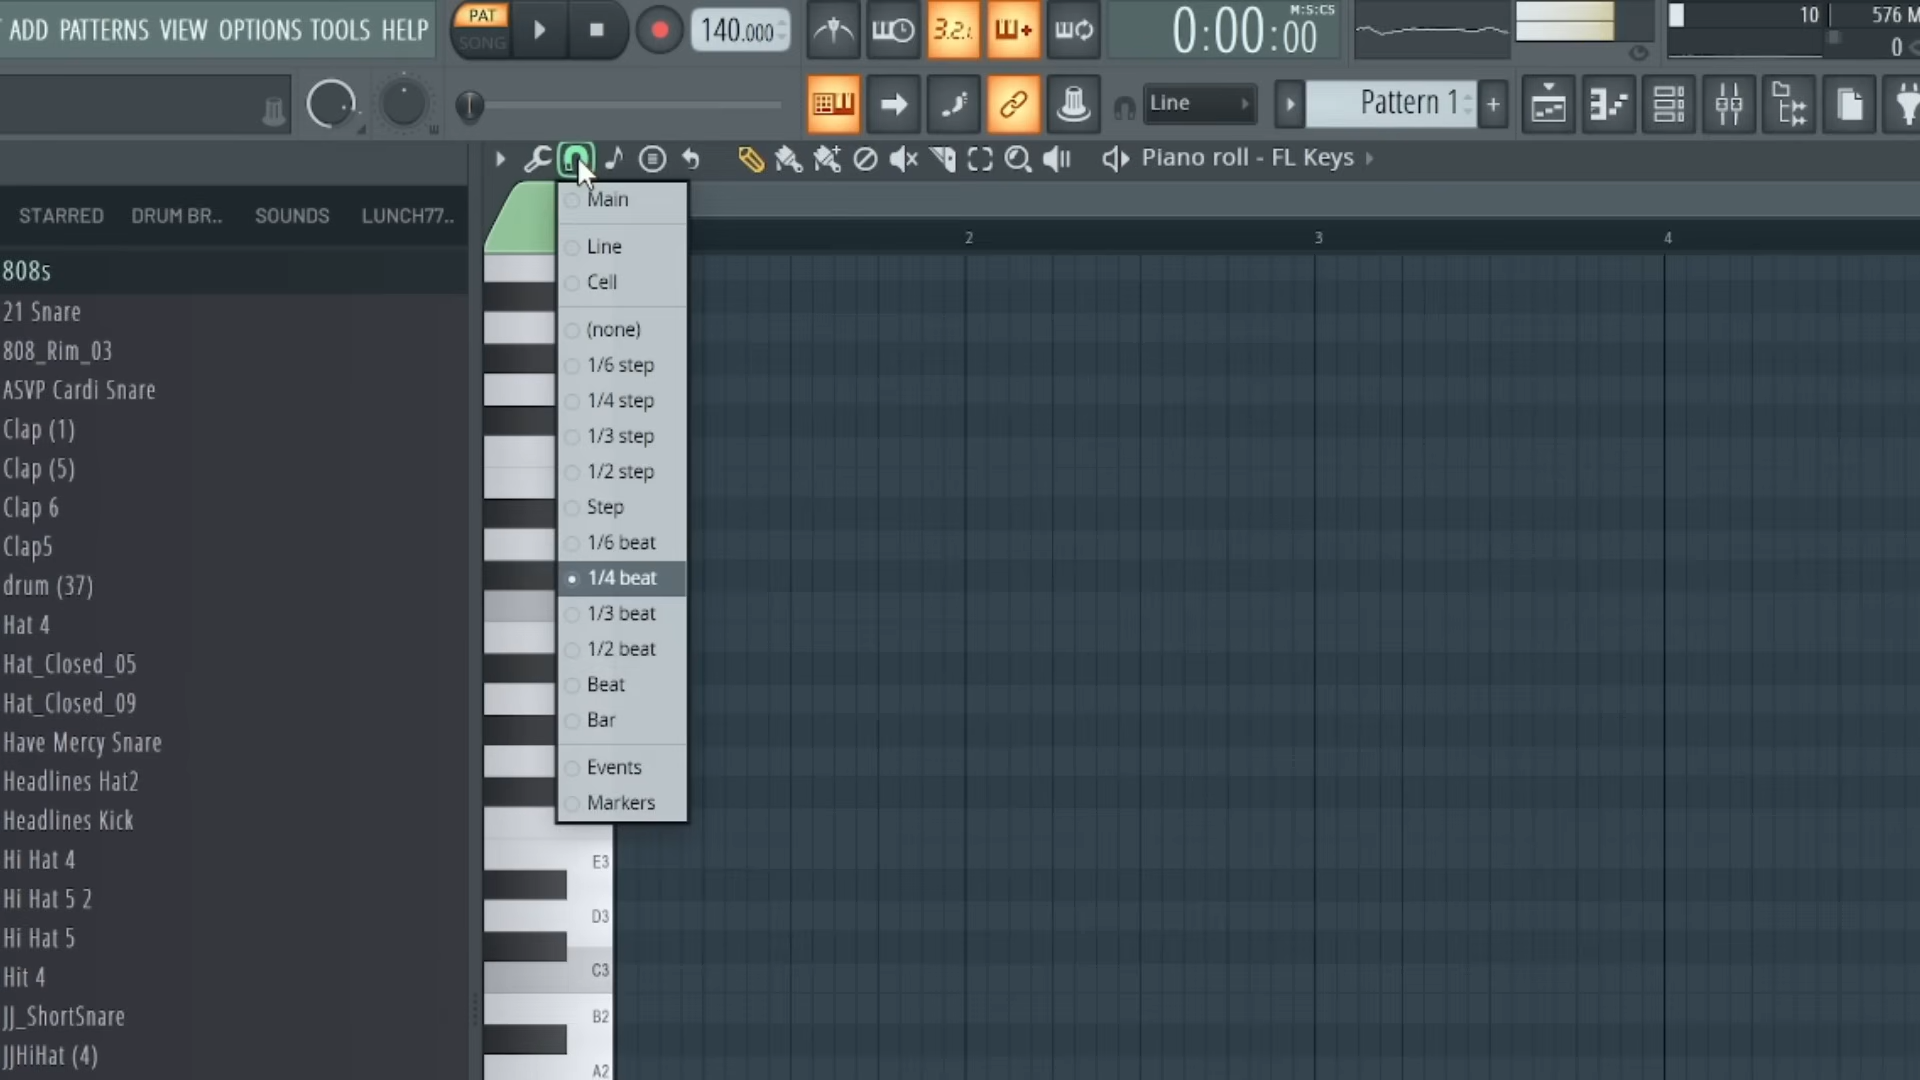 ADD PATTERNS VIEW OPTIONS TOOLS HELP
PAT
SONG
140.000
3.2.
0:00:00
M:S:CS
10
576 M
0
Line
Pattern 1
+
Piano roll - FL Keys
STARRED
DRUM BR..
SOUNDS
LUNCH77..
808s
21 Snare
808_Rim_03
ASVP Cardi Snare
Clap (1)
Clap (5)
Clap 6
Clap5
drum (37)
Hat 4
Hat_Closed_05
Hat_Closed_09
Have Mercy Snare
Headlines Hat2
Headlines Kick
Hi Hat 4
Hi Hat 5 2
Hi Hat 5
Hit 4
JJ_ShortSnare
JJHiHat (4)
Main
Line
Cell
(none)
1/6 step
1/4 step
1/3 step
1/2 step
Step
1/6 beat
1/4 beat
1/3 beat
1/2 beat
Beat
Bar
Events
Markers
2
3
4
E3
D3
C3
B2
A2